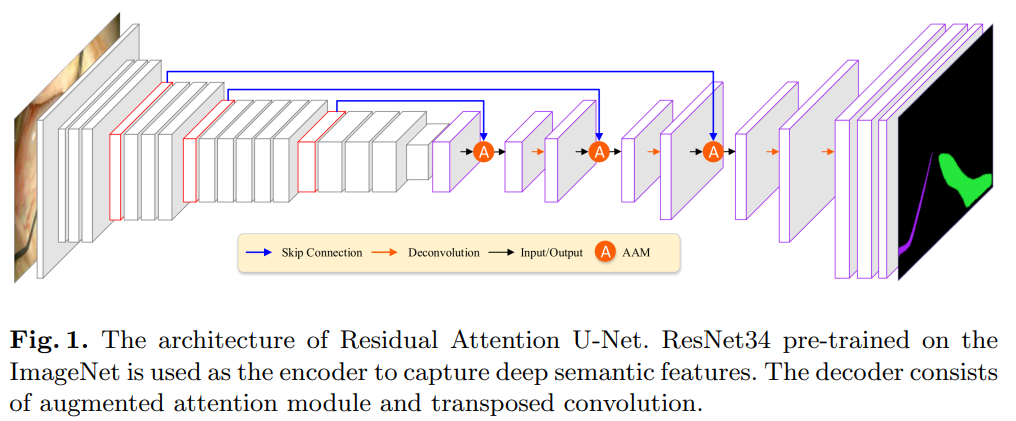 A
A
A
Skip Connection
Deconvolution
Input/Output
A
AAM
Fig. 1. The architecture of Residual Attention U-Net. ResNet34 pre-trained on the
ImageNet is used as the encoder to capture deep semantic features. The decoder consists
of augmented attention module and transposed convolution.